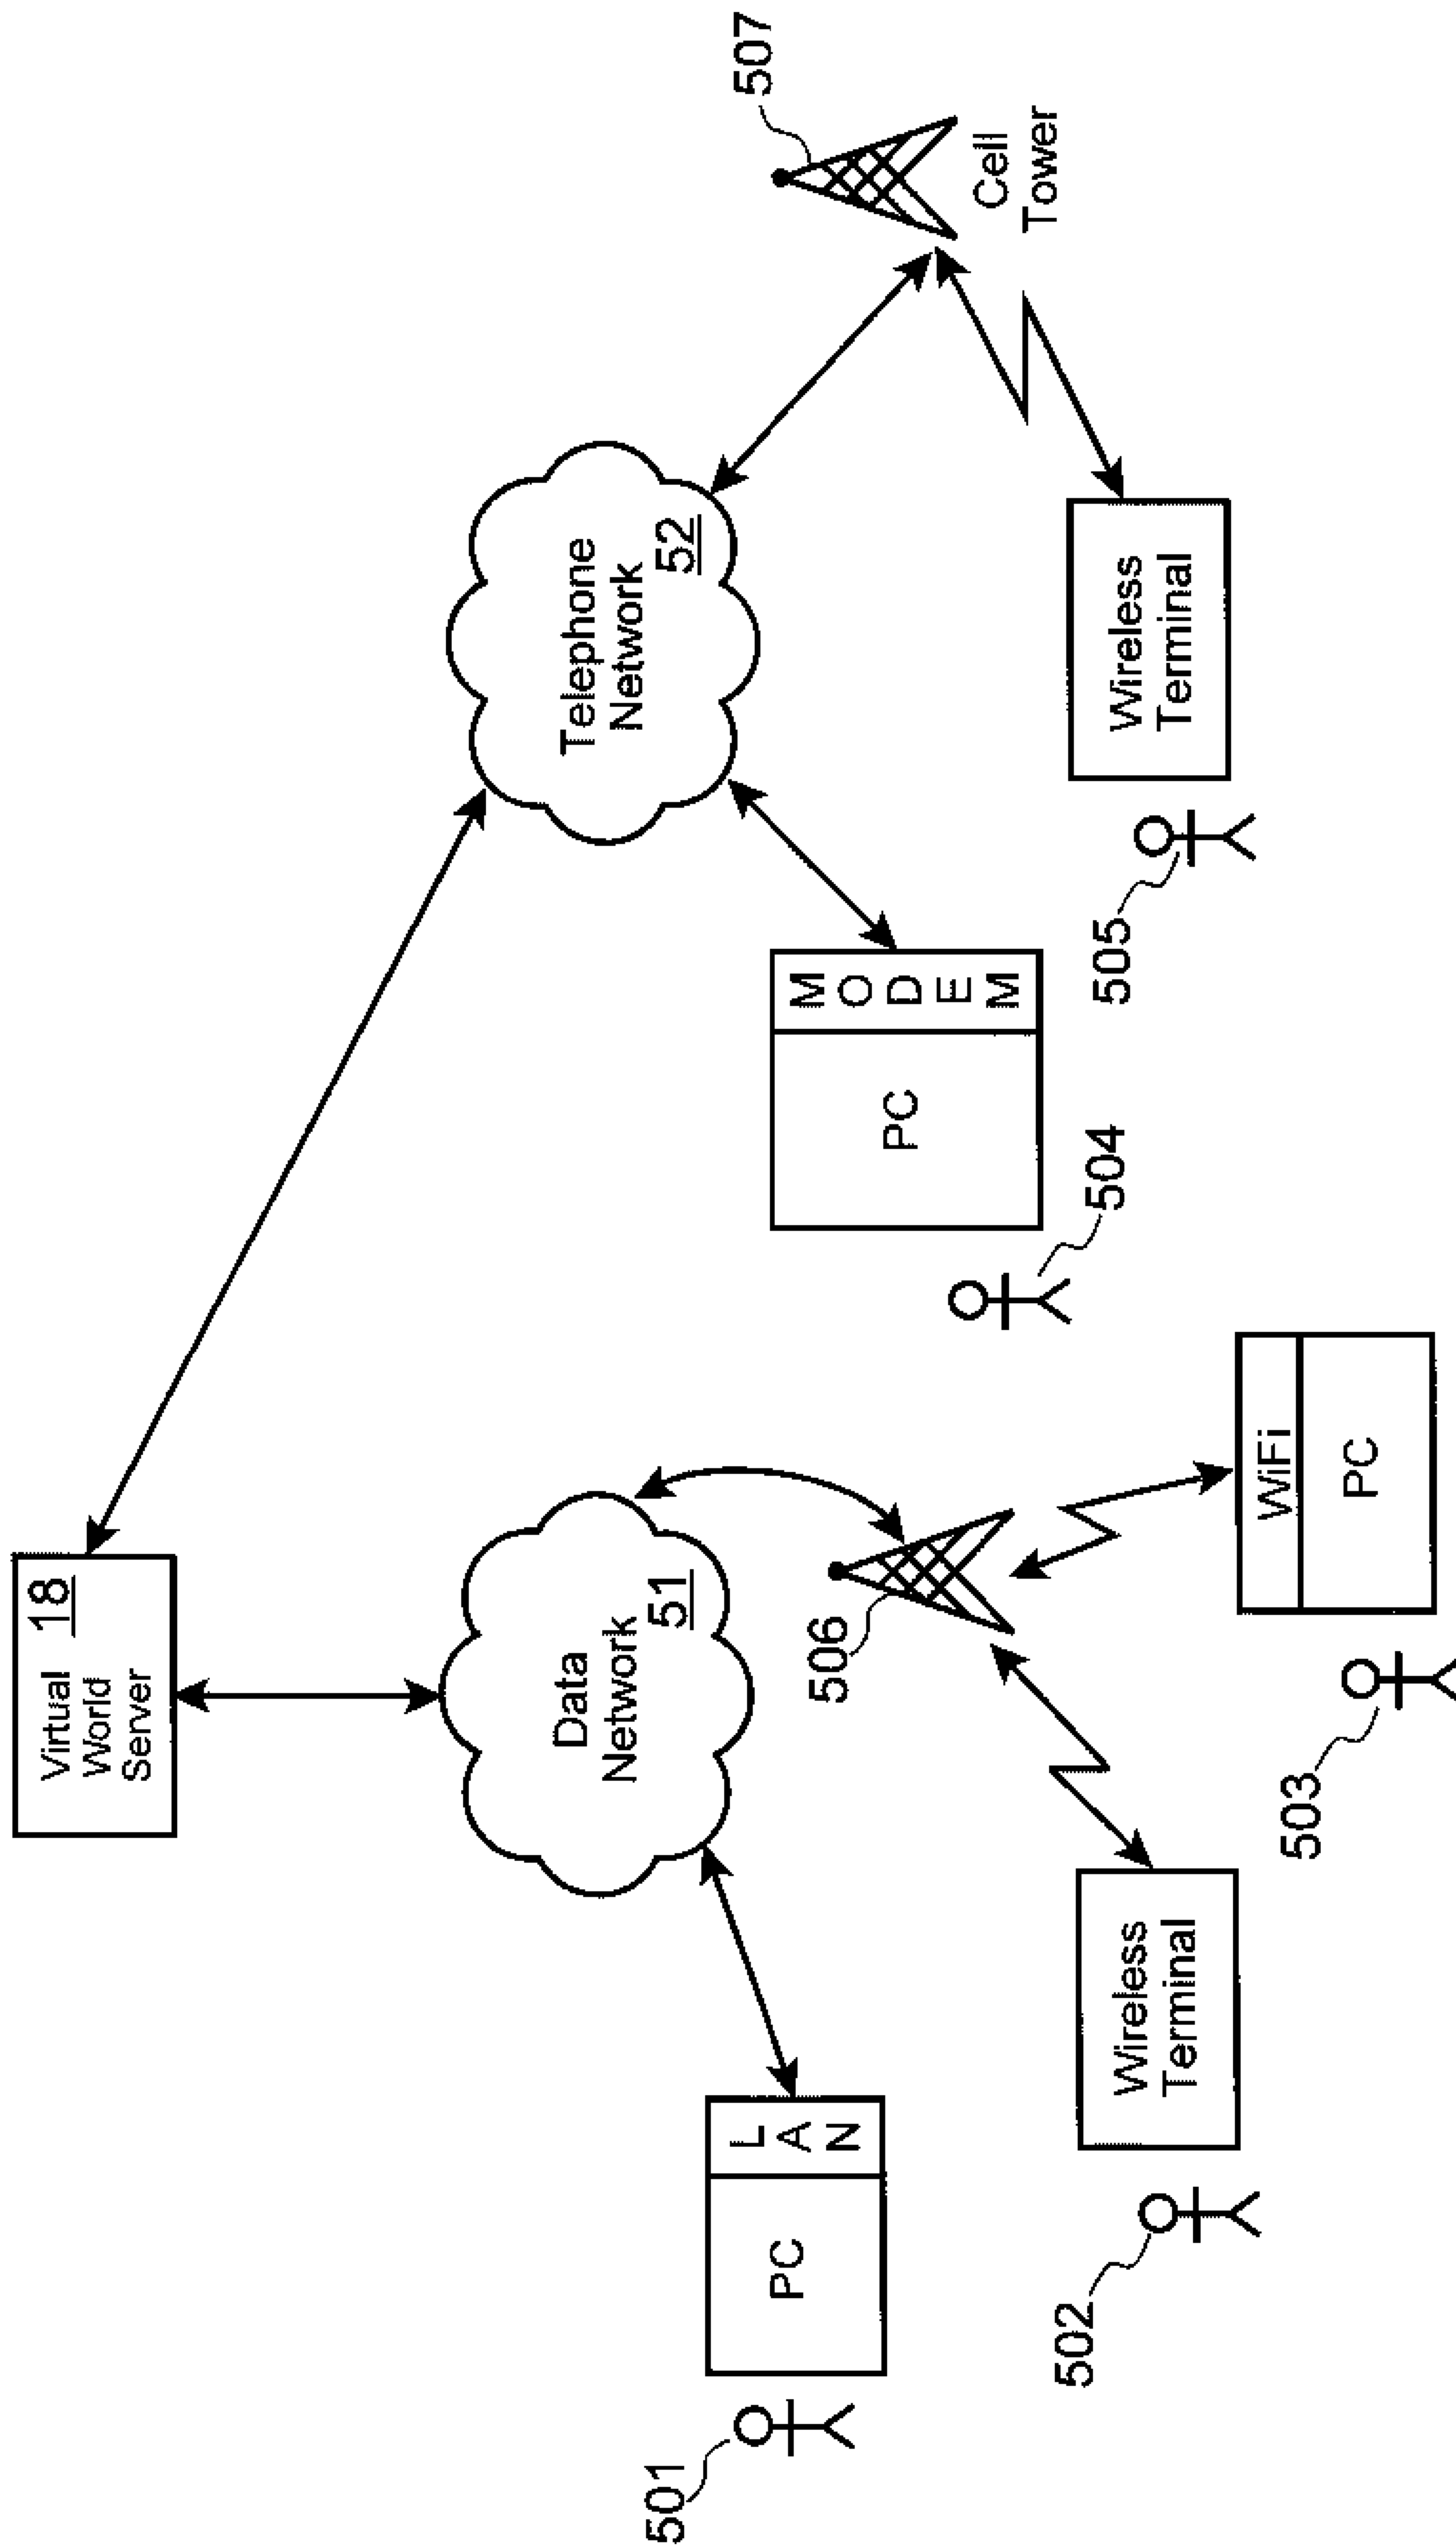 Virtual
World
Server
18
Data
Network
51
Telephone
Network
52
507
Cell
Tower
PC
L
A
N
501
506
Wireless
Terminal
502
WiFi
PC
503
PC
M
O
D
E
M
504
Wireless
Terminal
505